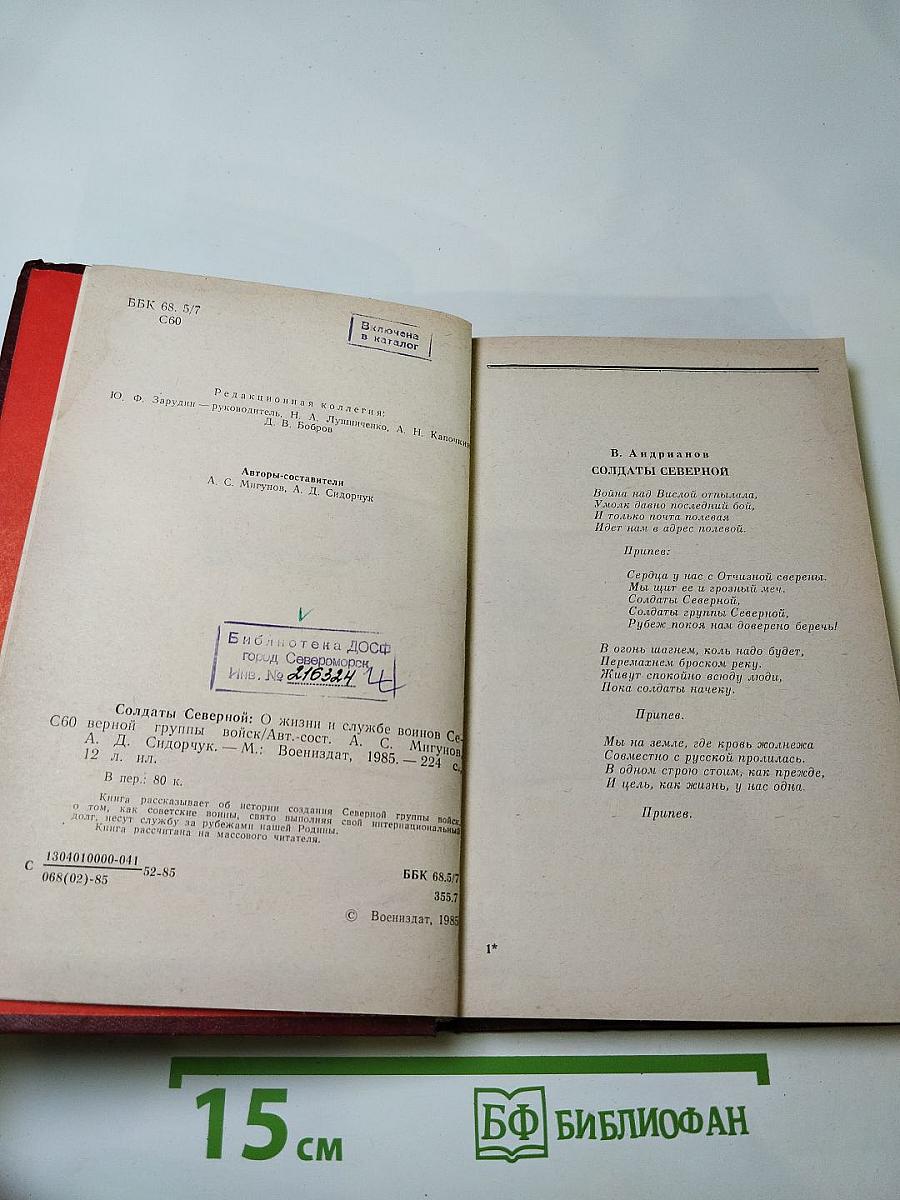 ББК 68. 5/7
С60
Включена
в каталог
Редакционная коллегия:
Ю. Ф. Зарудин — руководитель, Н. А. Лушниченко, А. Н. Капочкин
Д. В. Бобров
Авторы-составители
А. С. Мигунов, А. Д. Сидорчук
Библиотека ДОСФ
город Североморск
Инв. № 216324
Солдаты Северной: О жизни и службе воинов Се-
С60 верной группы войск/Авт.-сост. А. С. Мигунов,
А. Д. Сидорчук. — М.: Воениздат, 1985. — 224 с.,
12 л. ил.
В пер.: 80 к.
Книга рассказывает об истории создания Северной группы войск,
о том, как советские воины, свято выполняя свой интернациональный
долг, несут службу за рубежами нашей Родины.
Книга рассчитана на массового читателя.
С 1304010000-041
068(02)-85 52-85
ББК 68.5/7
355.7
© Воениздат, 1985
В. Андрианов
СОЛДАТЫ СЕВЕРНОЙ
Война над Вислой отпылала,
Умолк давно последний бой,
И только почта полевая
Идет нам в адрес полевой.
Припев:
Сердца у нас с Отчизной сверены.
Мы щит ее и грозный меч.
Солдаты Северной,
Солдаты группы Северной,
Рубеж покоя нам доверено беречь!
В огонь шагнем, коль надо будет,
Перемахнем броском реку.
Живут спокойно всюду люди,
Пока солдаты начеку.
Припев.
Мы на земле, где кровь жолнежа
Совместно с русской пролилась.
В одном строю стоим, как прежде,
И цель, как жизнь, у нас одна.
Припев.
1*
15 см
БФ БИБЛИОФАН